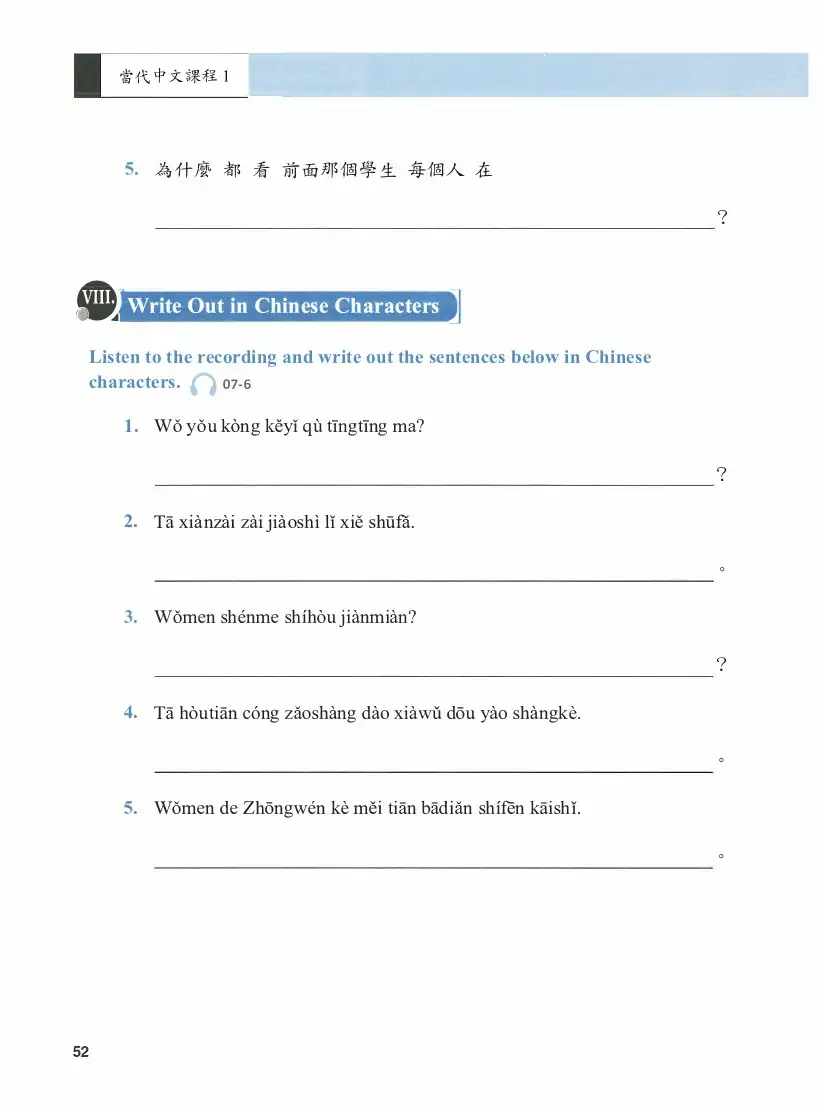 當代中文課程 1
5. 為什麼 都 看 前面那個學生 每個人 在
?
VIII. Write Out in Chinese Characters
Listen to the recording and write out the sentences below in Chinese
characters. 07-6
1. Wǒ yǒu kòng kěyǐ qù tīngtīng ma?
?
2. Tā xiànzài zài jiàoshì lǐ xiě shūfǎ.
。
3. Wǒmen shénme shíhòu jiànmiàn?
?
4. Tā hòutiān cóng zǎoshàng dào xiàwǔ dōu yào shàngkè.
。
5. Wǒmen de Zhōngwén kè měi tiān bādiǎn shífēn kāishǐ.
。
52